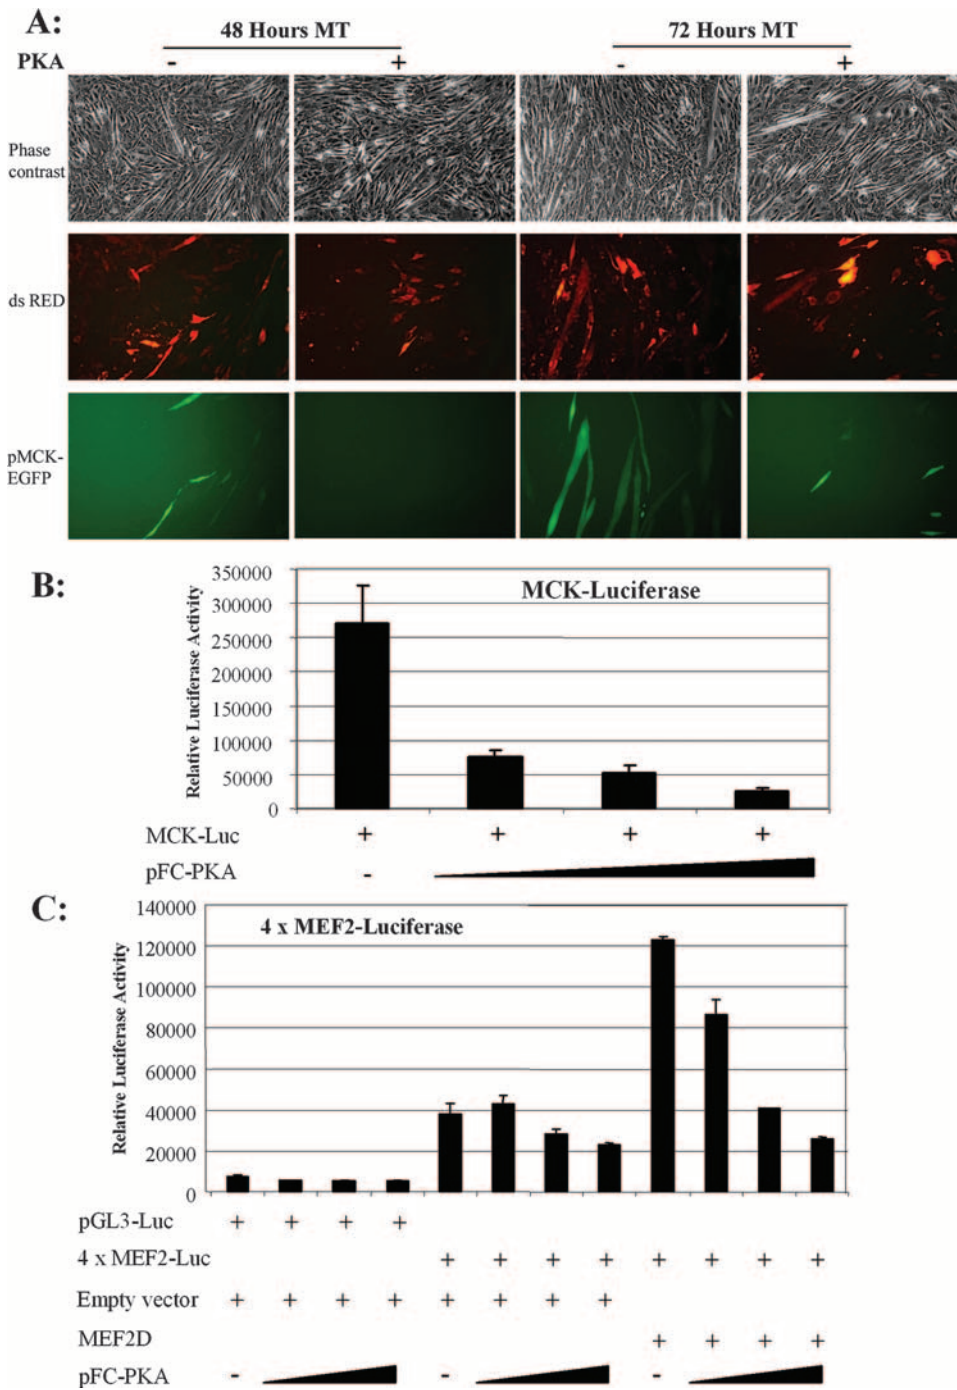 A:
48 Hours MT 72 Hours MT
PKA - + - +
Phase contrast
ds RED
pMCK-EGFP
B:
MCK-Luciferase
Relative Luciferase Activity
350000
300000
250000
200000
150000
100000
50000
0
MCK-Luc + + + +
pFC-PKA -
C:
4 x MEF2-Luciferase
Relative Luciferase Activity
140000
120000
100000
80000
60000
40000
20000
0
pGL3-Luc + + + +
4 x MEF2-Luc + + + + + + + +
Empty vector + + + + + + + +
MEF2D + + + +
pFC-PKA - - -